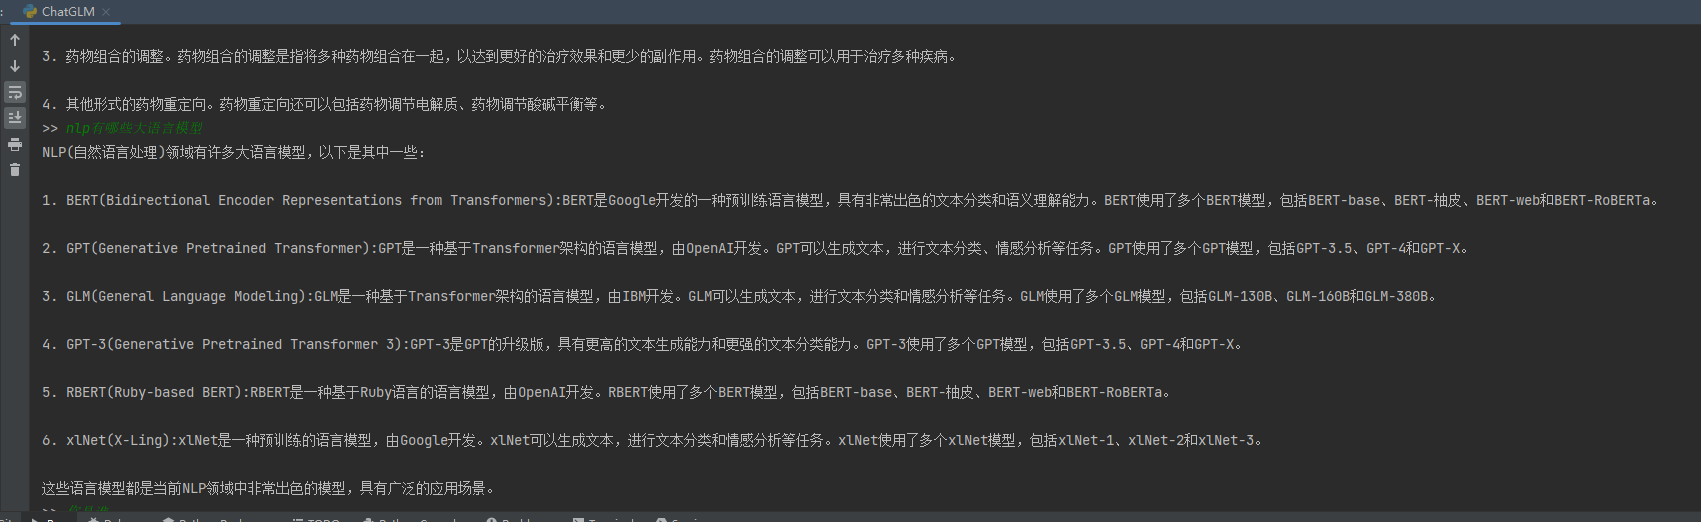 ChatGLM
3. 药物组合的调整。药物组合的调整是指将多种药物组合在一起，以达到更好的治疗效果和更少的副作用。药物组合的调整可以用于治疗多种疾病。
4. 其他形式的药物重定向。药物重定向还可以包括药物调节电解质、药物调节酸碱平衡等。
>> nlp有哪些大语言模型
NLP(自然语言处理)领域有许多大语言模型，以下是其中一些：
1. BERT(Bidirectional Encoder Representations from Transformers):BERT是Google开发的一种预训练语言模型，具有非常出色的文本分类和语义理解能力。BERT使用了多个BERT模型，包括BERT-base、BERT-柚皮、BERT-web和BERT-RoBERTa。
2. GPT(Generative Pretrained Transformer):GPT是一种基于Transformer架构的语言模型，由OpenAI开发。GPT可以生成文本，进行文本分类、情感分析等任务。GPT使用了多个GPT模型，包括GPT-3.5、GPT-4和GPT-X。
3. GLM(General Language Modeling):GLM是一种基于Transformer架构的语言模型，由IBM开发。GLM可以生成文本，进行文本分类和情感分析等任务。GLM使用了多个GLM模型，包括GLM-130B、GLM-160B和GLM-380B。
4. GPT-3(Generative Pretrained Transformer 3):GPT-3是GPT的升级版，具有更高的文本生成能力和更强的文本分类能力。GPT-3使用了多个GPT模型，包括GPT-3.5、GPT-4和GPT-X。
5. RBERT(Ruby-based BERT):RBERT是一种基于Ruby语言的语言模型，由OpenAI开发。RBERT使用了多个BERT模型，包括BERT-base、BERT-柚皮、BERT-web和BERT-RoBERTa。
6. xlNet(X-Ling):xlNet是一种预训练的语言模型，由Google开发。xlNet可以生成文本，进行文本分类和情感分析等任务。xlNet使用了多个xlNet模型，包括xlNet-1、xlNet-2和xlNet-3。
这些语言模型都是当前NLP领域中非常出色的模型，具有广泛的应用场景。